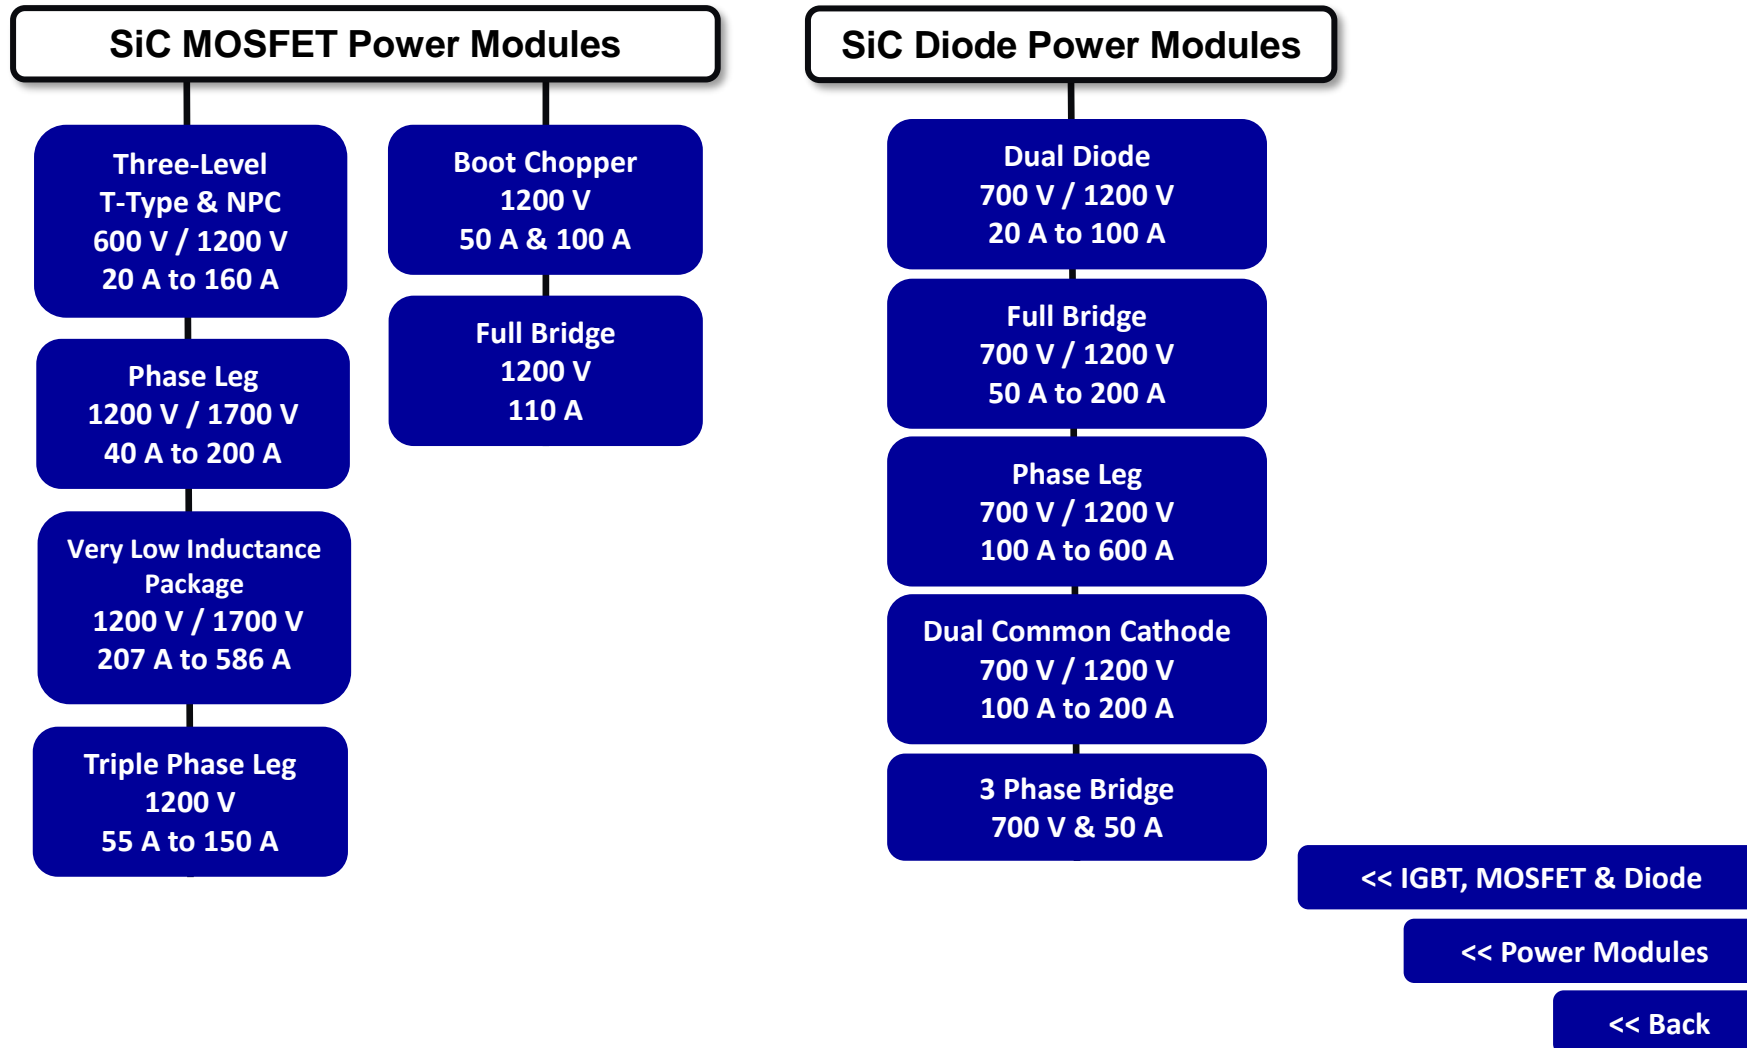 SiC MOSFET Power Modules
Three-Level
T-Type & NPC
600 V / 1200 V
20 A to 160 A
Phase Leg
1200 V / 1700 V
40 A to 200 A
Very Low Inductance
Package
1200 V / 1700 V
207 A to 586 A
Triple Phase Leg
1200 V
55 A to 150 A
Boot Chopper
1200 V
50 A & 100 A
Full Bridge
1200 V
110 A
SiC Diode Power Modules
Dual Diode
700 V / 1200 V
20 A to 100 A
Full Bridge
700 V / 1200 V
50 A to 200 A
Phase Leg
700 V / 1200 V
100 A to 600 A
Dual Common Cathode
700 V / 1200 V
100 A to 200 A
3 Phase Bridge
700 V & 50 A
<< IGBT, MOSFET & Diode
<< Power Modules
<< Back